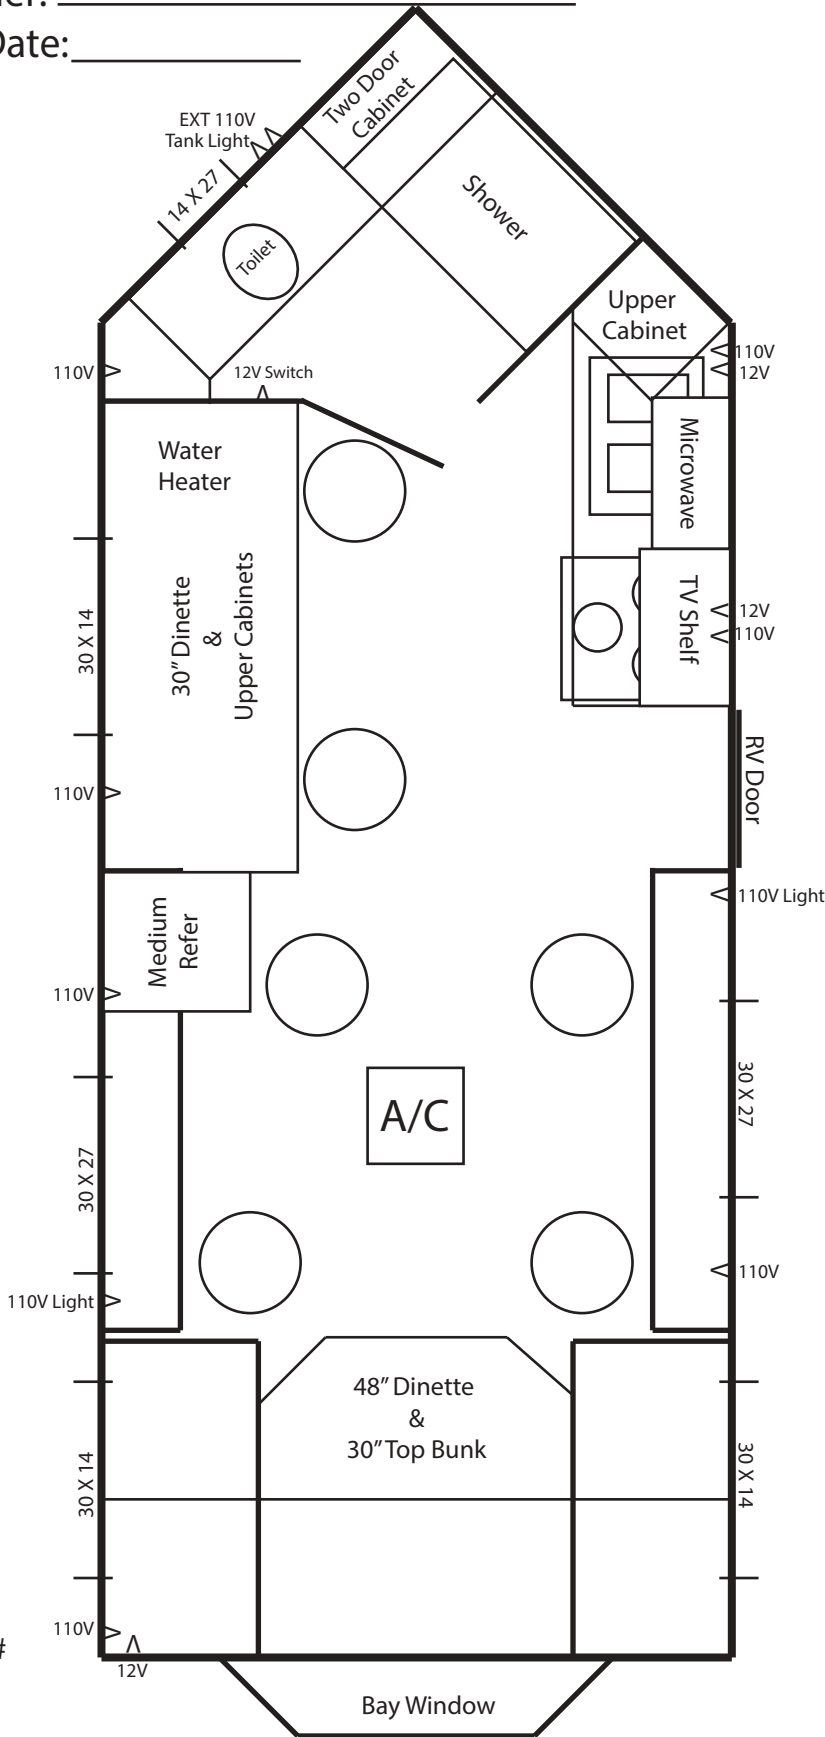 Date:
Two Door
Cabinet
EXT 110V
Tank Light
14 X 27
Shower
Toilet
Upper
Cabinet
110V
12V
110V
12V Switch
Water
Heater
Microwave
30" Dinette
&
Upper Cabinets
30 X 14
TV Shelf
12V
110V
RV Door
110V
110V Light
Medium
Refer
110V
30 X 27
A/C
30 X 27
110V
110V Light
48" Dinette
&
30" Top Bunk
30 X 14
30 X 14
110V
#
12V
Bay Window